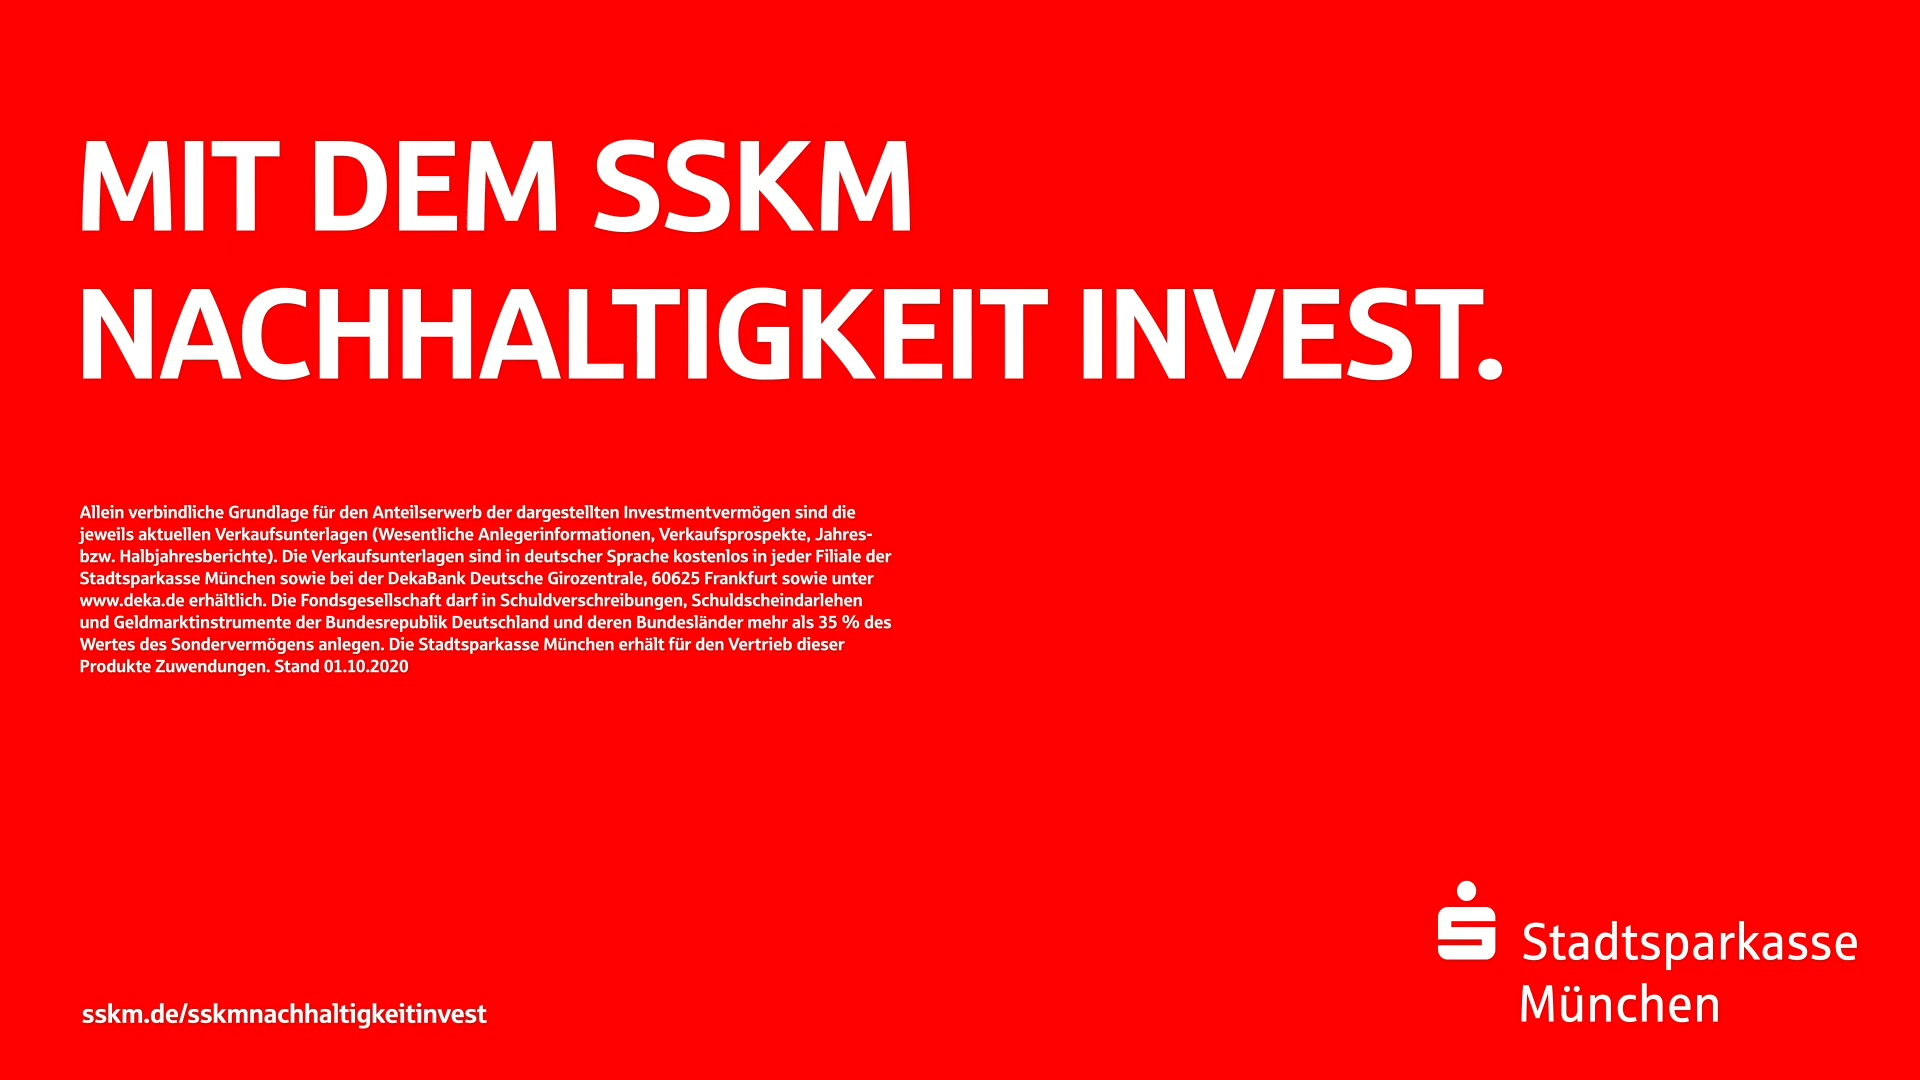 MIT DEM SSKM
NACHHALTIGKEIT INVEST.
Allein verbindliche Grundlage für den Anteilserwerb der dargestellten Investmentvermögen sind die
jeweils aktuellen Verkaufsunterlagen (Wesentliche Anlegerinformationen, Verkaufsprospekte, Jahres-
bzw. Halbjahresberichte). Die Verkaufsunterlagen sind in deutscher Sprache kostenlos in jeder Filiale der
Stadtsparkasse München sowie bei der DekaBank Deutsche Girozentrale, 60625 Frankfurt sowie unter
www.deka.de erhältlich. Die Fondsgesellschaft darf in Schuldverschreibungen, Schuldscheindarlehen
und Geldmarktinstrumente der Bundesrepublik Deutschland und deren Bundesländer mehr als 35 % des
Wertes des Sondervermögens anlegen. Die Stadtsparkasse München erhält für den Vertrieb dieser
Produkte Zuwendungen. Stand 01.10.2020
Stadtsparkasse
München
sskm.de/sskmnachhaltigkeitinvest